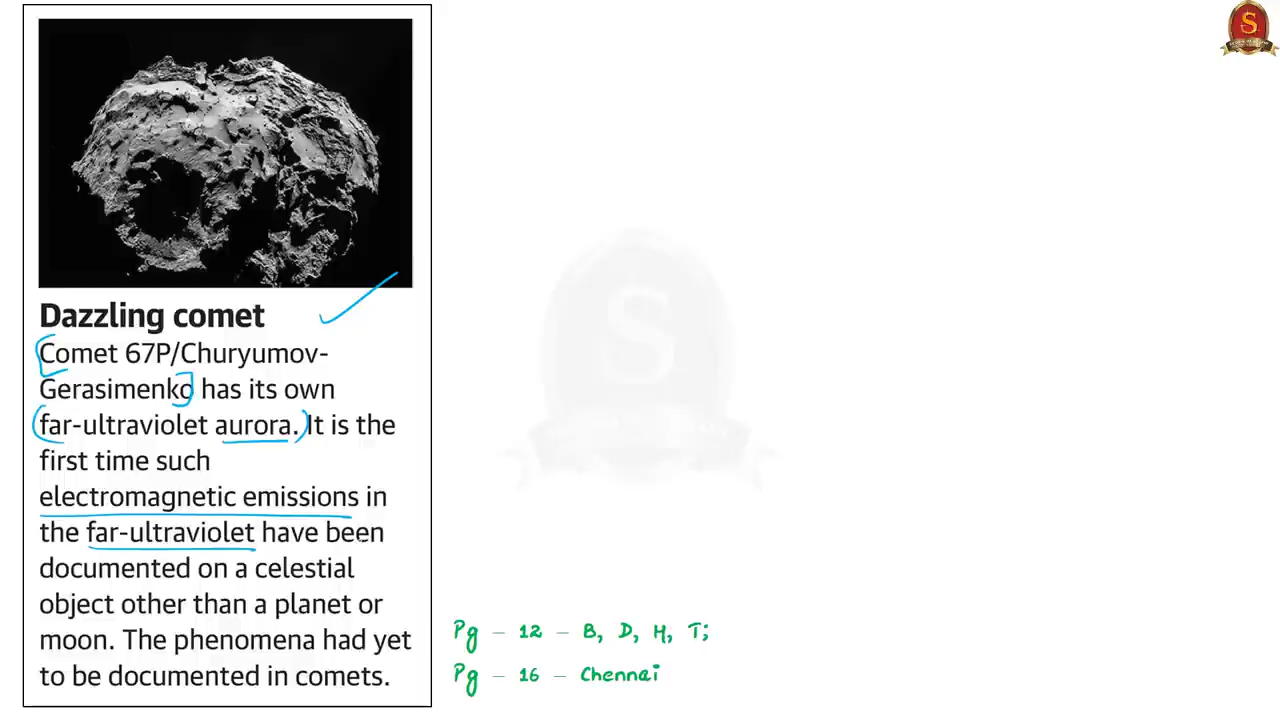 Dazzling comet
Comet 67P/Churyumov-
Gerasimenko has its own
far-ultraviolet aurora. It is the
first time such
electromagnetic emissions in
the far-ultraviolet have been
documented on a celestial
object other than a planet or
moon. The phenomena had yet
to be documented in comets.
Pg - 12 - B, D, H, T;
Pg - 16 - Chennai
S
S